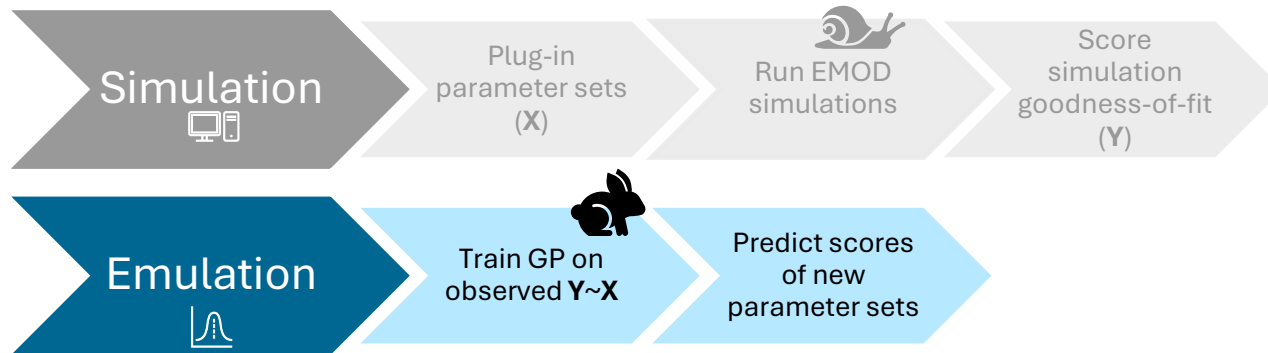 Simulation
Plug-in
parameter sets
(X)
Run EMOD
simulations
Score
simulation
goodness-of-fit
(Y)
Emulation
Train GP on
observed Y~X
Predict scores
of new
parameter sets